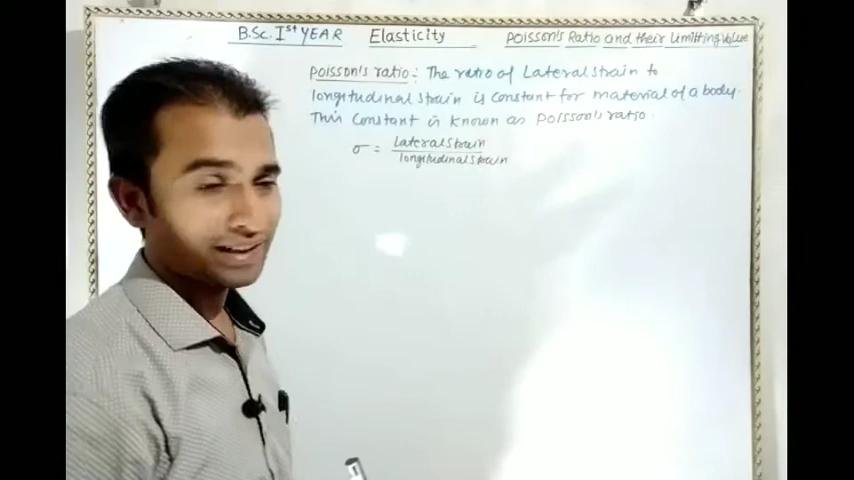 B.Sc. Ist YEAR Elasticity Poisson's Ratio and their Limiting Value
Poisson's ratio:- The ratio of Lateral strain to
longitudinal strain is constant for material of a body.
This constant is known as Poisson's ratio.
σ = Lateral strain
longitudinal strain